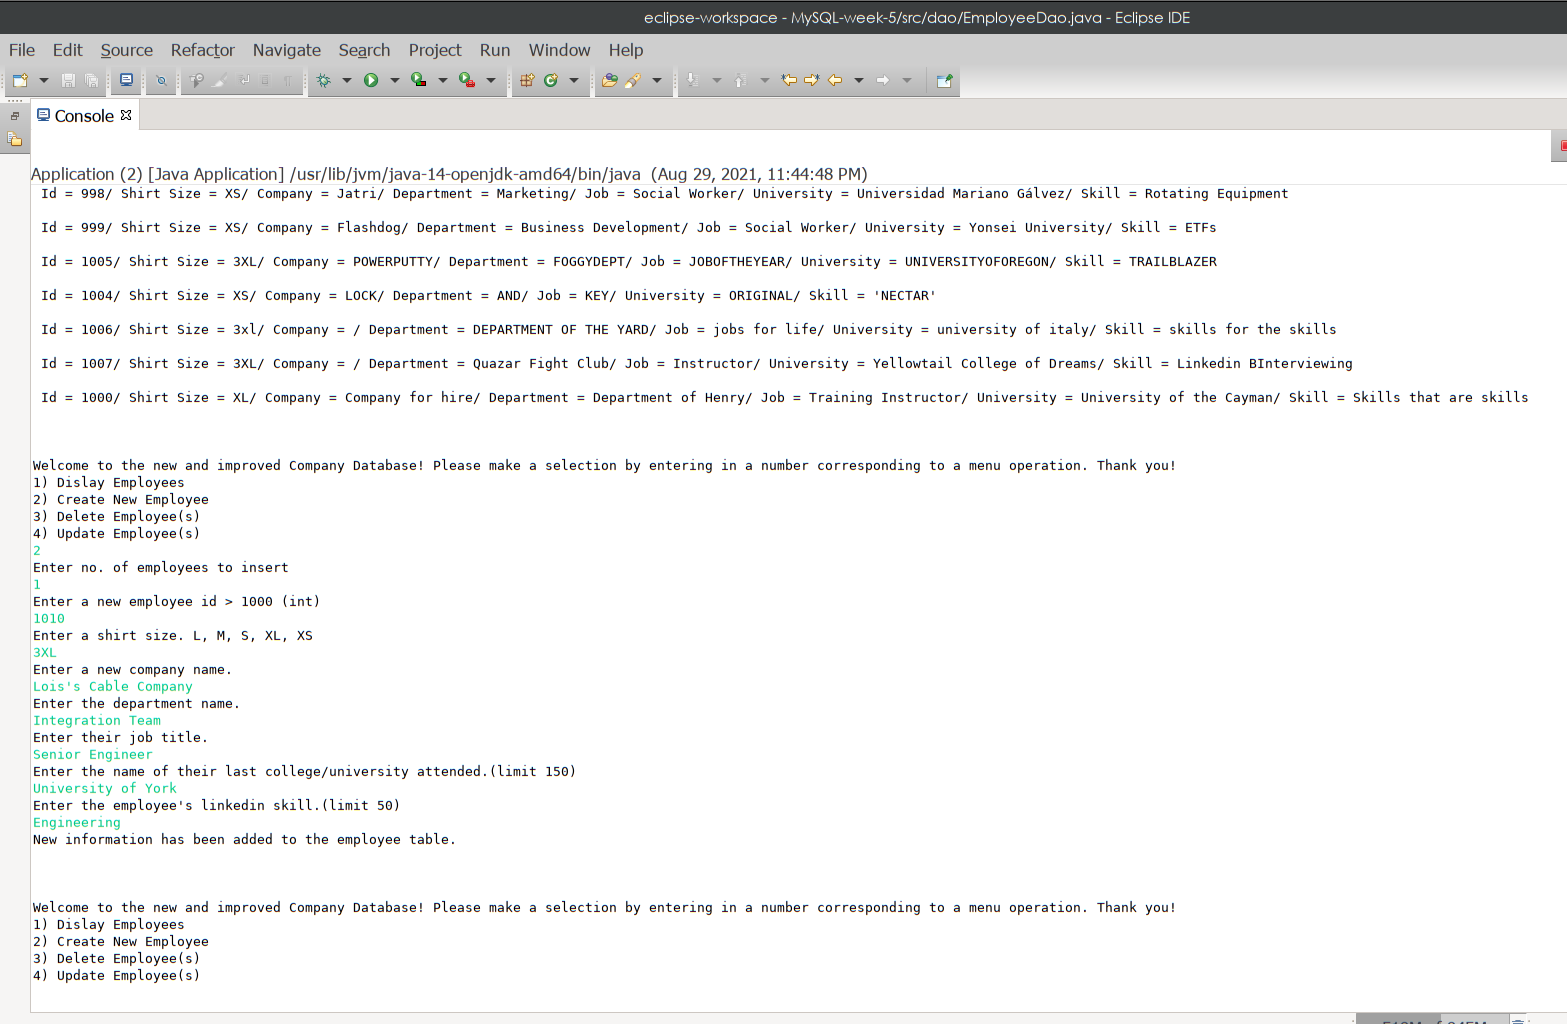 eclipse-workspace - MySQL-week-5/src/dao/EmployeeDao.java - Eclipse IDE
File Edit Source Refactor Navigate Search Project Run Window Help
Console
Application (2) [Java Application] /usr/lib/jvm/java-14-openjdk-amd64/bin/java (Aug 29, 2021, 11:44:48 PM)
Id = 998/ Shirt Size = XS/ Company = Jatri/ Department = Marketing/ Job = Social Worker/ University = Universidad Mariano Gálvez/ Skill = Rotating Equipment
Id = 999/ Shirt Size = XS/ Company = Flashdog/ Department = Business Development/ Job = Social Worker/ University = Yonsei University/ Skill = ETFs
Id = 1005/ Shirt Size = 3XL/ Company = POWERPUTTY/ Department = FOGGYDEPT/ Job = JOBOFTHEYEAR/ University = UNIVERSITYOFOREGON/ Skill = TRAILBLAZER
Id = 1004/ Shirt Size = XS/ Company = LOCK/ Department = AND/ Job = KEY/ University = ORIGINAL/ Skill = 'NECTAR'
Id = 1006/ Shirt Size = 3xl/ Company = / Department = DEPARTMENT OF THE YARD/ Job = jobs for life/ University = university of italy/ Skill = skills for the skills
Id = 1007/ Shirt Size = 3XL/ Company = / Department = Quazar Fight Club/ Job = Instructor/ University = Yellowtail College of Dreams/ Skill = Linkedin BInterviewing
Id = 1000/ Shirt Size = XL/ Company = Company for hire/ Department = Department of Henry/ Job = Training Instructor/ University = University of the Cayman/ Skill = Skills that are skills
Welcome to the new and improved Company Database! Please make a selection by entering in a number corresponding to a menu operation. Thank you!
1) Dislay Employees
2) Create New Employee
3) Delete Employee(s)
4) Update Employee(s)
2
Enter no. of employees to insert
1
Enter a new employee id > 1000 (int)
1010
Enter a shirt size. L, M, S, XL, XS
3XL
Enter a new company name.
Lois's Cable Company
Enter the department name.
Integration Team
Enter their job title.
Senior Engineer
Enter the name of their last college/university attended.(limit 150)
University of York
Enter the employee's linkedin skill.(limit 50)
Engineering
New information has been added to the employee table.
Welcome to the new and improved Company Database! Please make a selection by entering in a number corresponding to a menu operation. Thank you!
1) Dislay Employees
2) Create New Employee
3) Delete Employee(s)
4) Update Employee(s)